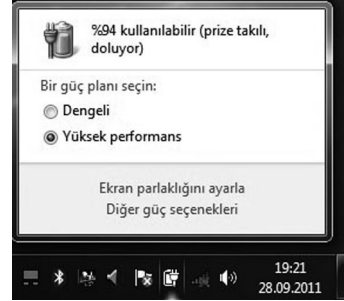 %94 kullanılabilir (prize takılı,
doluyor)
Bir güç planı seçin:
Dengeli
Yüksek performans
Ekran parlaklığını ayarla
Diğer güç seçenekleri
19:21
28.09.2011